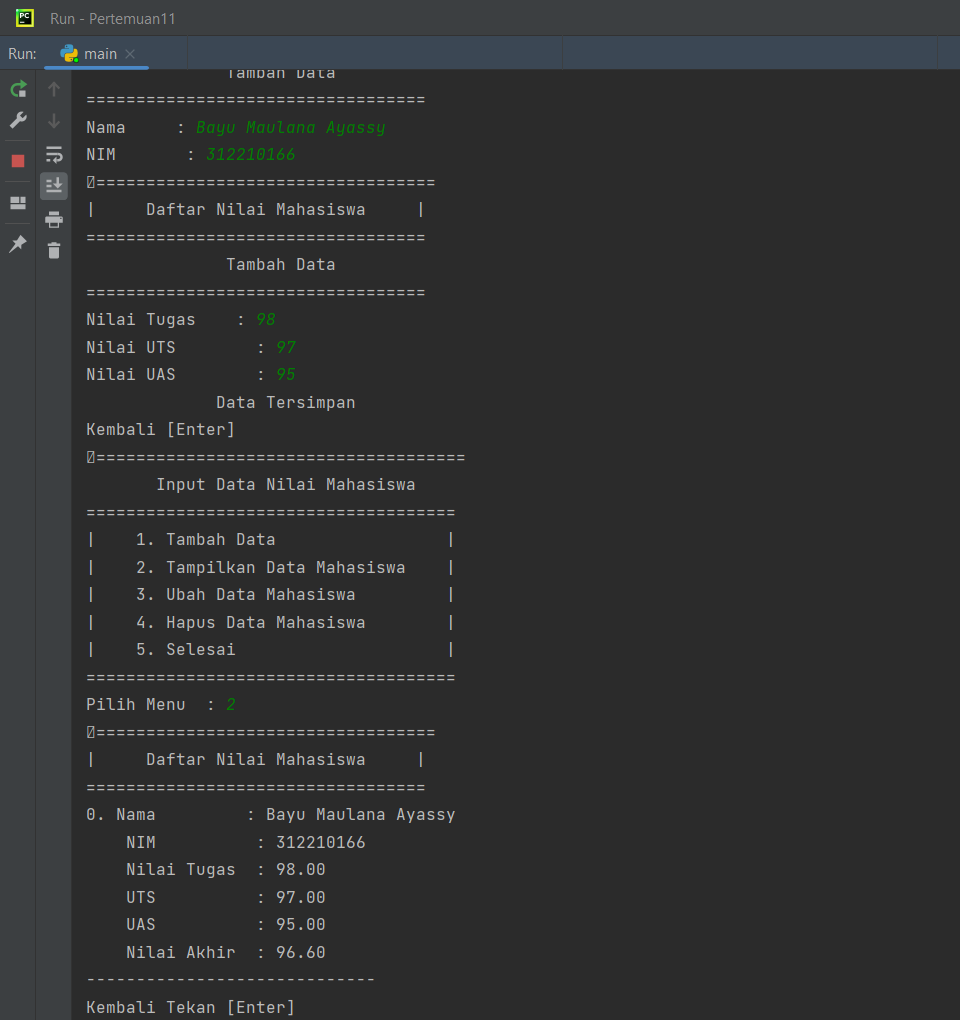 PC
Run - Pertemuan11
Run: main
Tambah Data
==================================
Nama     : Bayu Maulana Ayassy
NIM       : 312210166
==================================
|     Daftar Nilai Mahasiswa     |
==================================
Tambah Data
==================================
Nilai Tugas    : 98
Nilai UTS        : 97
Nilai UAS        : 95
Data Tersimpan
Kembali [Enter]
=====================================
Input Data Nilai Mahasiswa
=====================================
|    1. Tambah Data                 |
|    2. Tampilkan Data Mahasiswa    |
|    3. Ubah Data Mahasiswa         |
|    4. Hapus Data Mahasiswa        |
|    5. Selesai                     |
=====================================
Pilih Menu  : 2
==================================
|     Daftar Nilai Mahasiswa     |
==================================
0. Nama         : Bayu Maulana Ayassy
    NIM          : 312210166
    Nilai Tugas  : 98.00
    UTS          : 97.00
    UAS          : 95.00
    Nilai Akhir  : 96.60
-----------------------------
Kembali Tekan [Enter]